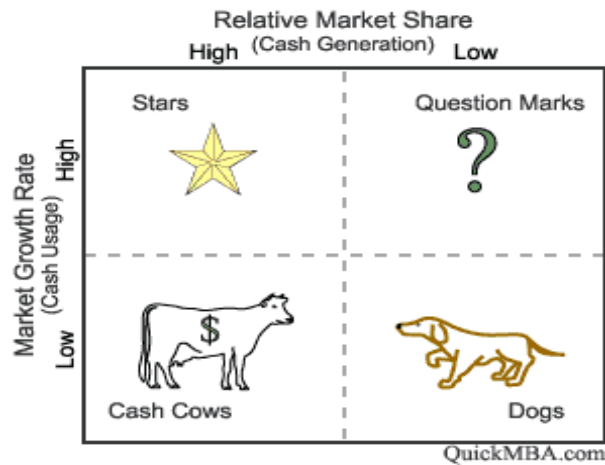 Relative Market Share
(Cash Generation)
High
Low
Market Growth Rate
(Cash Usage)
High
Low
Stars
Question Marks
?
$
Cash Cows
Dogs
QuickMBA.com